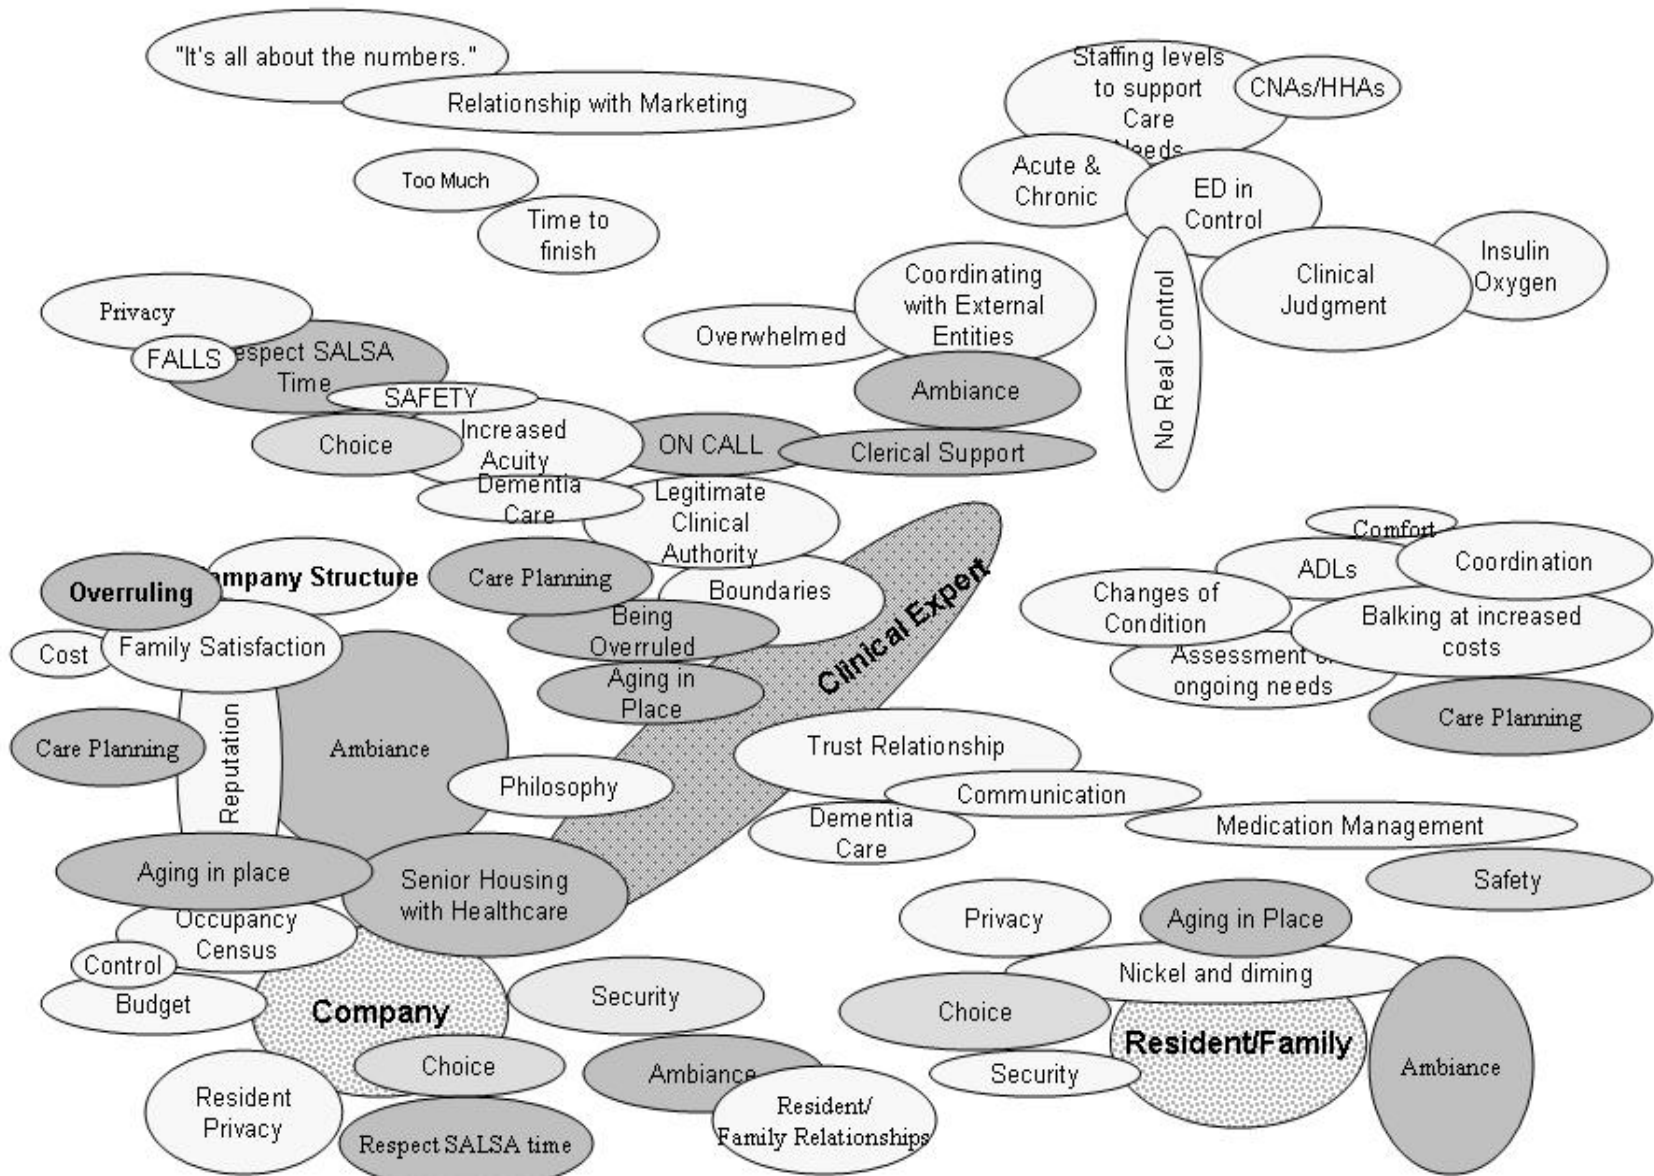 "It's all about the numbers."
Relationship with Marketing
Staffing levels
to support
Care
Needs
CNAs/HHAs
Too Much
Time to
finish
Acute &
Chronic
ED in
Control
Clinical
Judgment
Insulin
Oxygen
No Real Control
Privacy
FALLS
espect SALSA
Time
SAFETY
Choice
Increased
Acuity
Dementia
Care
Overwhelmed
Coordinating
with External
Entities
Ambiance
ON CALL
Clerical Support
Legitimate
Clinical
Authority
Overruling
ompany Structure
Care Planning
Boundaries
Being
Overruled
Aging in
Place
Clinical Expert
Comfort
ADLs
Coordination
Changes of
Condition
Balking at increased
costs
Assessment o
ongoing needs
Care Planning
Cost
Family Satisfaction
Care Planning
Reputation
Ambiance
Philosophy
Trust Relationship
Communication
Dementia
Care
Medication Management
Safety
Aging in place
Senior Housing
with Healthcare
Occupancy
Census
Control
Budget
Company
Security
Choice
Ambiance
Resident
Privacy
Respect SALSA time
Resident/
Family Relationships
Privacy
Aging in Place
Nickel and diming
Choice
Resident/Family
Security
Ambiance